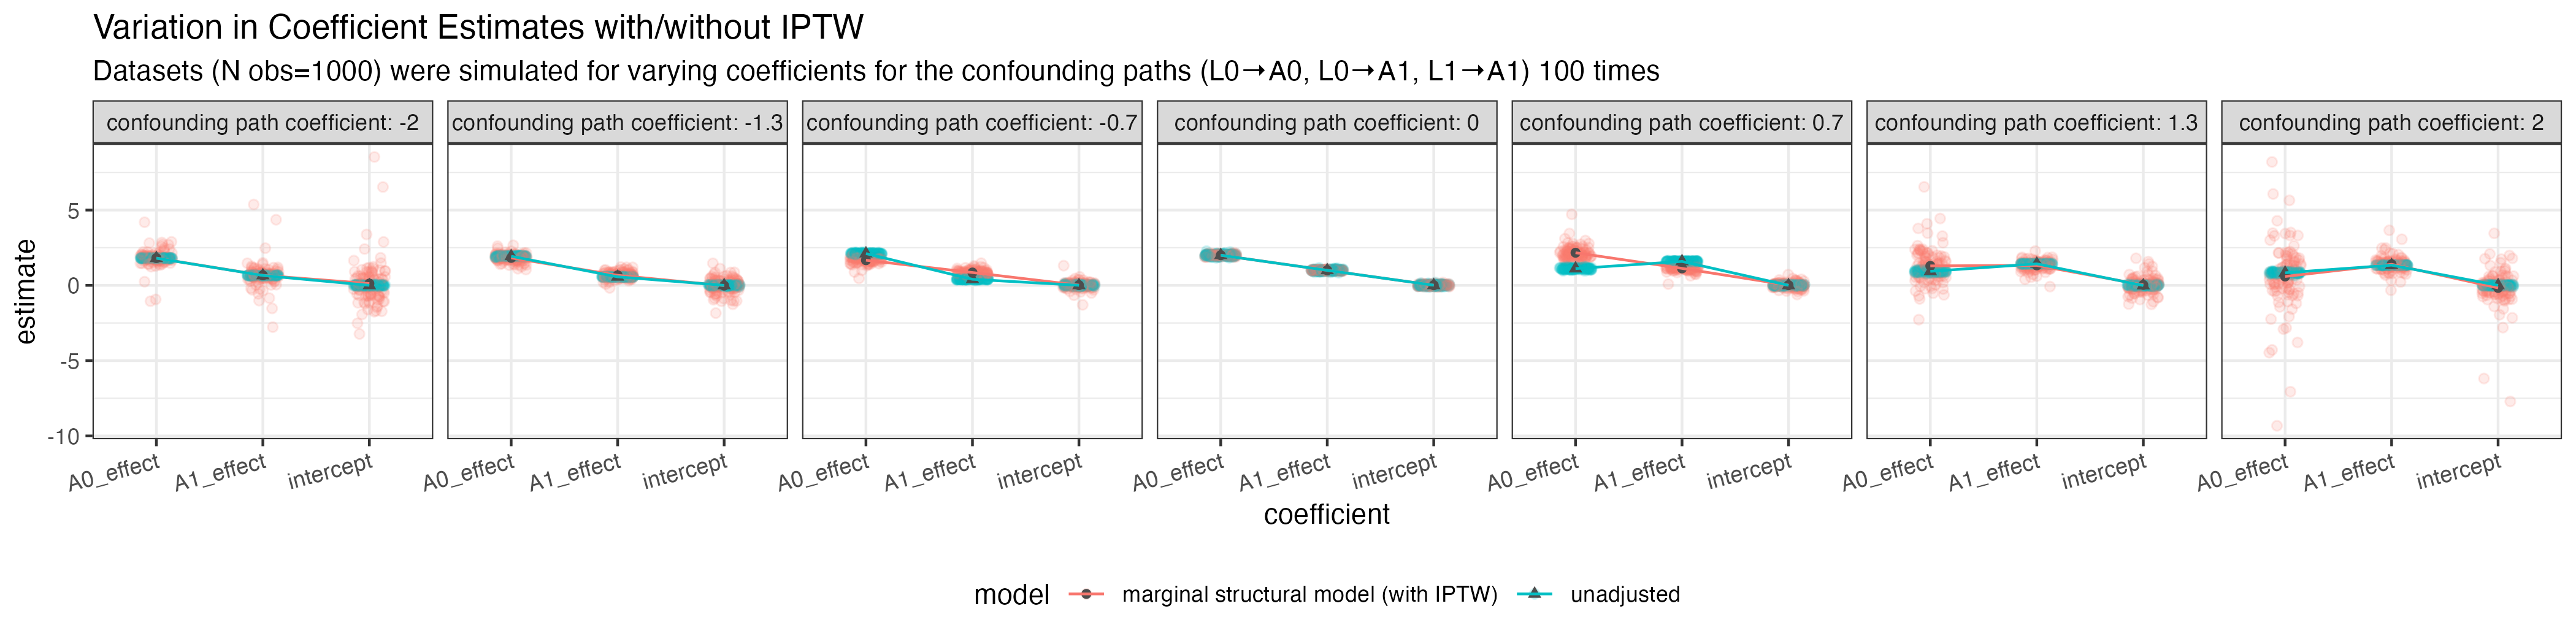 Variation in Coefficient Estimates with/without IPTW
Datasets (N obs=1000) were simulated for varying coefficients for the confounding paths (L0→A0, L0→A1, L1→A1) 100 times
confounding path coefficient: -2
confounding path coefficient: -1.3
confounding path coefficient: -0.7
confounding path coefficient: 0
confounding path coefficient: 0.7
confounding path coefficient: 1.3
confounding path coefficient: 2
estimate
5
0
-5
-10
A0_effect A1_effect intercept
A0_effect A1_effect intercept
A0_effect A1_effect intercept
A0_effect A1_effect intercept
A0_effect A1_effect intercept
A0_effect A1_effect intercept
A0_effect A1_effect intercept
coefficient
model marginal structural model (with IPTW) unadjusted